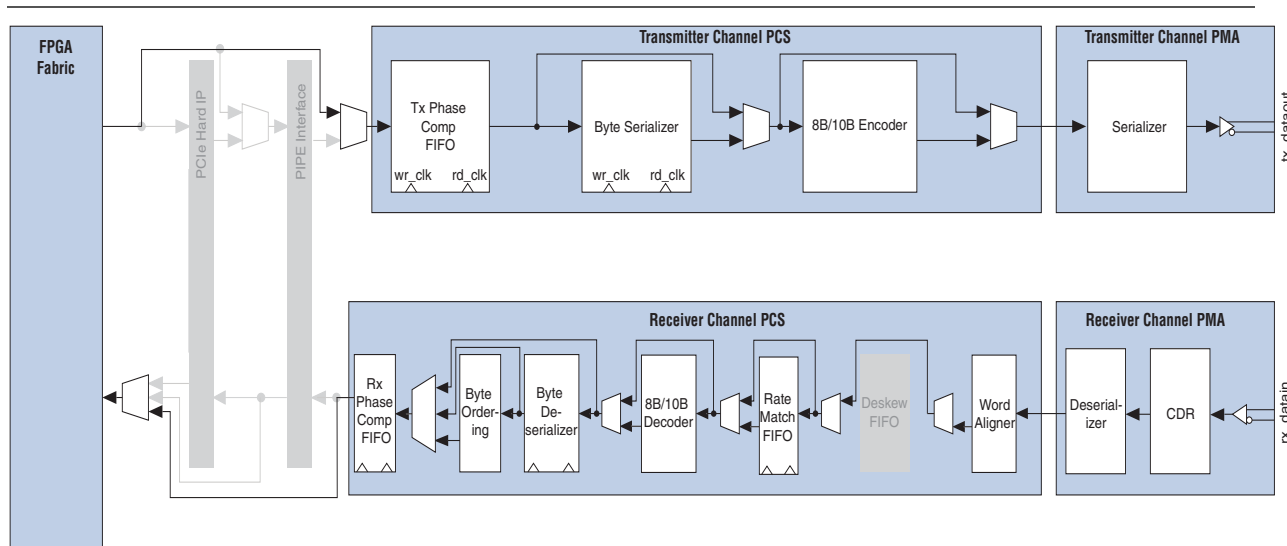 FPGA
Fabric
PCIe Hard IP
PIPE Interface
Transmitter Channel PCS
Tx Phase
Comp
FIFO
wr_clk
rd_clk
Byte Serializer
wr_clk
rd_clk
8B/10B Encoder
Transmitter Channel PMA
Serializer
tx_dataout
Receiver Channel PCS
Rx
Phase
Comp
FIFO
Byte
Order-
ing
Byte
De-
serializer
8B/10B
Decoder
Rate
Match
FIFO
Deskew
FIFO
Word
Aligner
Receiver Channel PMA
Deserial-
izer
CDR
rx_datain